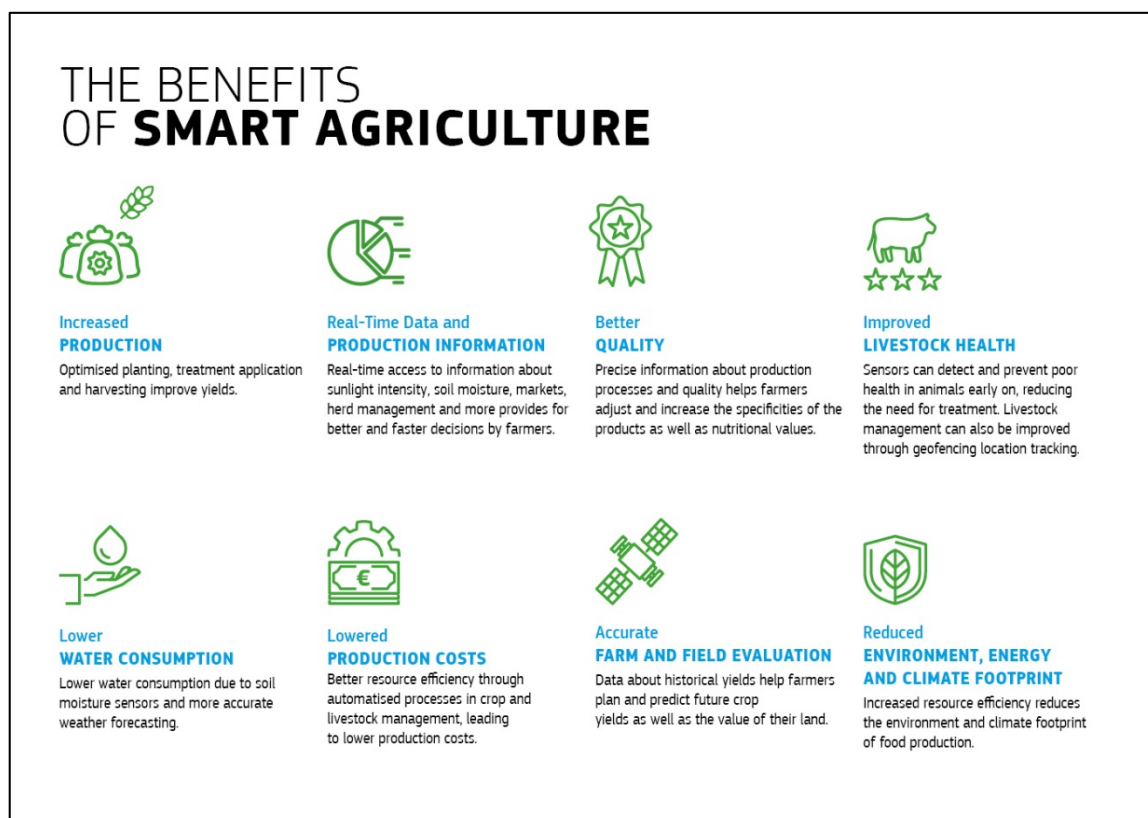 THE BENEFITS
OF SMART AGRICULTURE
Increased
PRODUCTION
Optimised planting, treatment application
and harvesting improve yields.
Real-Time Data and
PRODUCTION INFORMATION
Real-time access to information about
sunlight intensity, soil moisture, markets,
herd management and more provides for
better and faster decisions by farmers.
Better
QUALITY
Precise information about production
processes and quality helps farmers
adjust and increase the specificities of the
products as well as nutritional values.
Improved
LIVESTOCK HEALTH
Sensors can detect and prevent poor
health in animals early on, reducing
the need for treatment. Livestock
management can also be improved
through geofencing location tracking.
€
Lower
WATER CONSUMPTION
Lower water consumption due to soil
moisture sensors and more accurate
weather forecasting.
Lowered
PRODUCTION COSTS
Better resource efficiency through
automatised processes in crop and
livestock management, leading
to lower production costs.
Accurate
FARM AND FIELD EVALUATION
Data about historical yields help farmers
plan and predict future crop
yields as well as the value of their land.
Reduced
ENVIRONMENT, ENERGY
AND CLIMATE FOOTPRINT
Increased resource efficiency reduces
the environment and climate footprint
of food production.